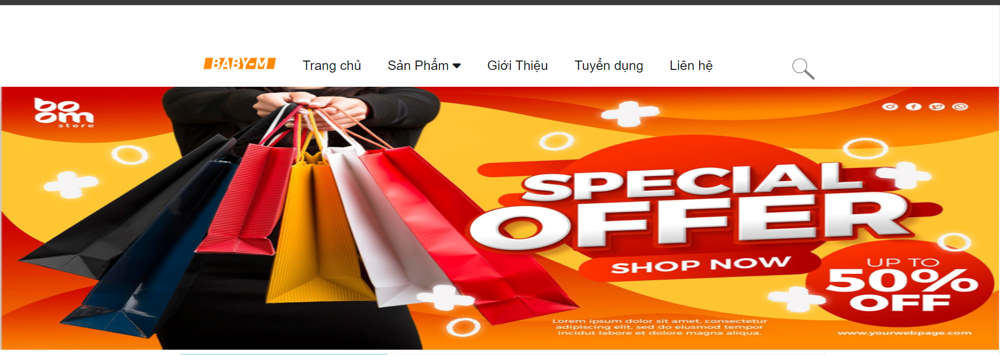 BABY-M
Trang chủ
Sản Phẩm
Giới Thiệu
Tuyển dụng
Liên hệ
boom
store
SPECIAL
OFFER
SHOP NOW
UP TO
50%
OFF
Lorem ipsum dolor sit amet, consectetur
adipiscing elit, sed do eiusmod tempor
incidut labore et dolore magna aliqua.
www.yourwebpage.com